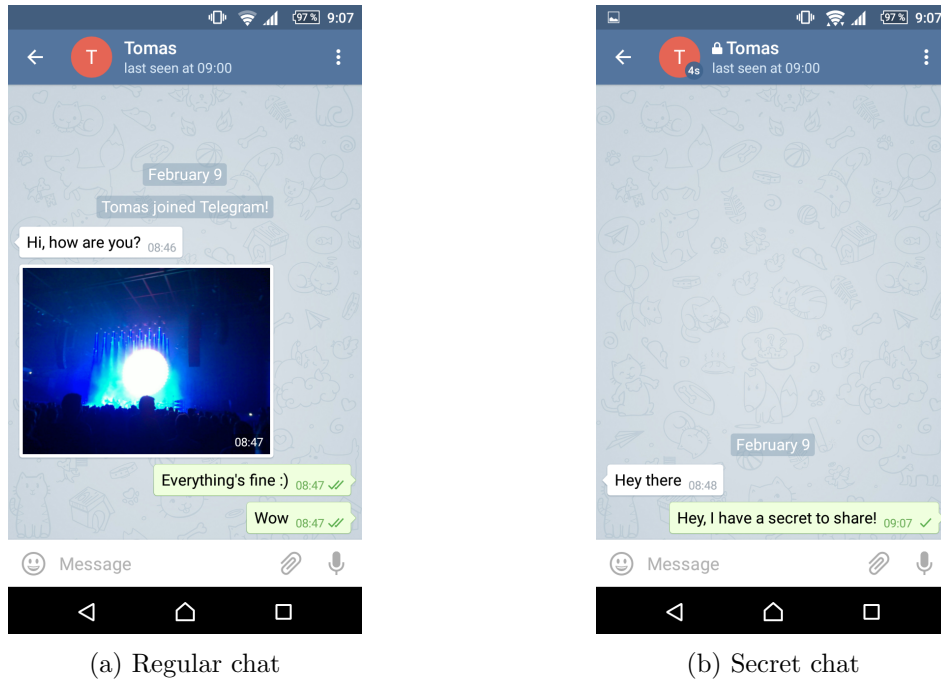 97% 9:07
T
Tomas
last seen at 09:00
February 9
Tomas joined Telegram!
Hi, how are you? 08:46
08:47
Everything's fine :) 08:47
Wow 08:47
Message
(a) Regular chat
97% 9:07
T
4s
Tomas
last seen at 09:00
February 9
Hey there 08:48
Hey, I have a secret to share! 09:07
Message
(b) Secret chat